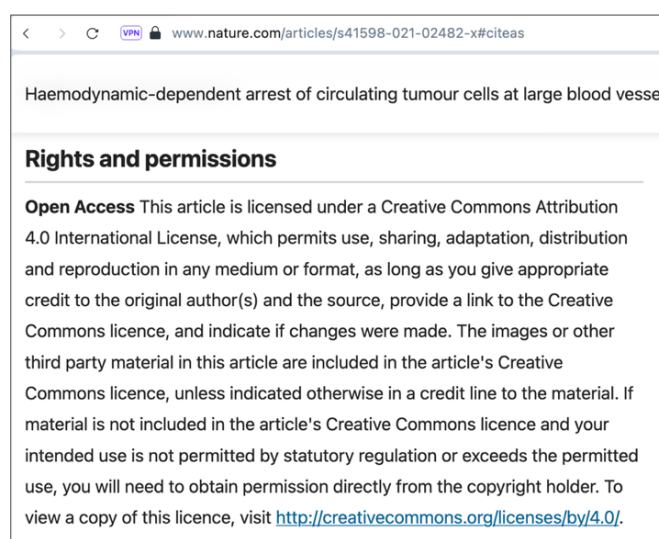 VPN www.nature.com/articles/s41598-021-02482-x#citeas
Haemodynamic-dependent arrest of circulating tumour cells at large blood vesse
Rights and permissions
Open Access This article is licensed under a Creative Commons Attribution
4.0 International License, which permits use, sharing, adaptation, distribution
and reproduction in any medium or format, as long as you give appropriate
credit to the original author(s) and the source, provide a link to the Creative
Commons licence, and indicate if changes were made. The images or other
third party material in this article are included in the article's Creative
Commons licence, unless indicated otherwise in a credit line to the material. If
material is not included in the article's Creative Commons licence and your
intended use is not permitted by statutory regulation or exceeds the permitted
use, you will need to obtain permission directly from the copyright holder. To
view a copy of this licence, visit http://creativecommons.org/licenses/by/4.0/.